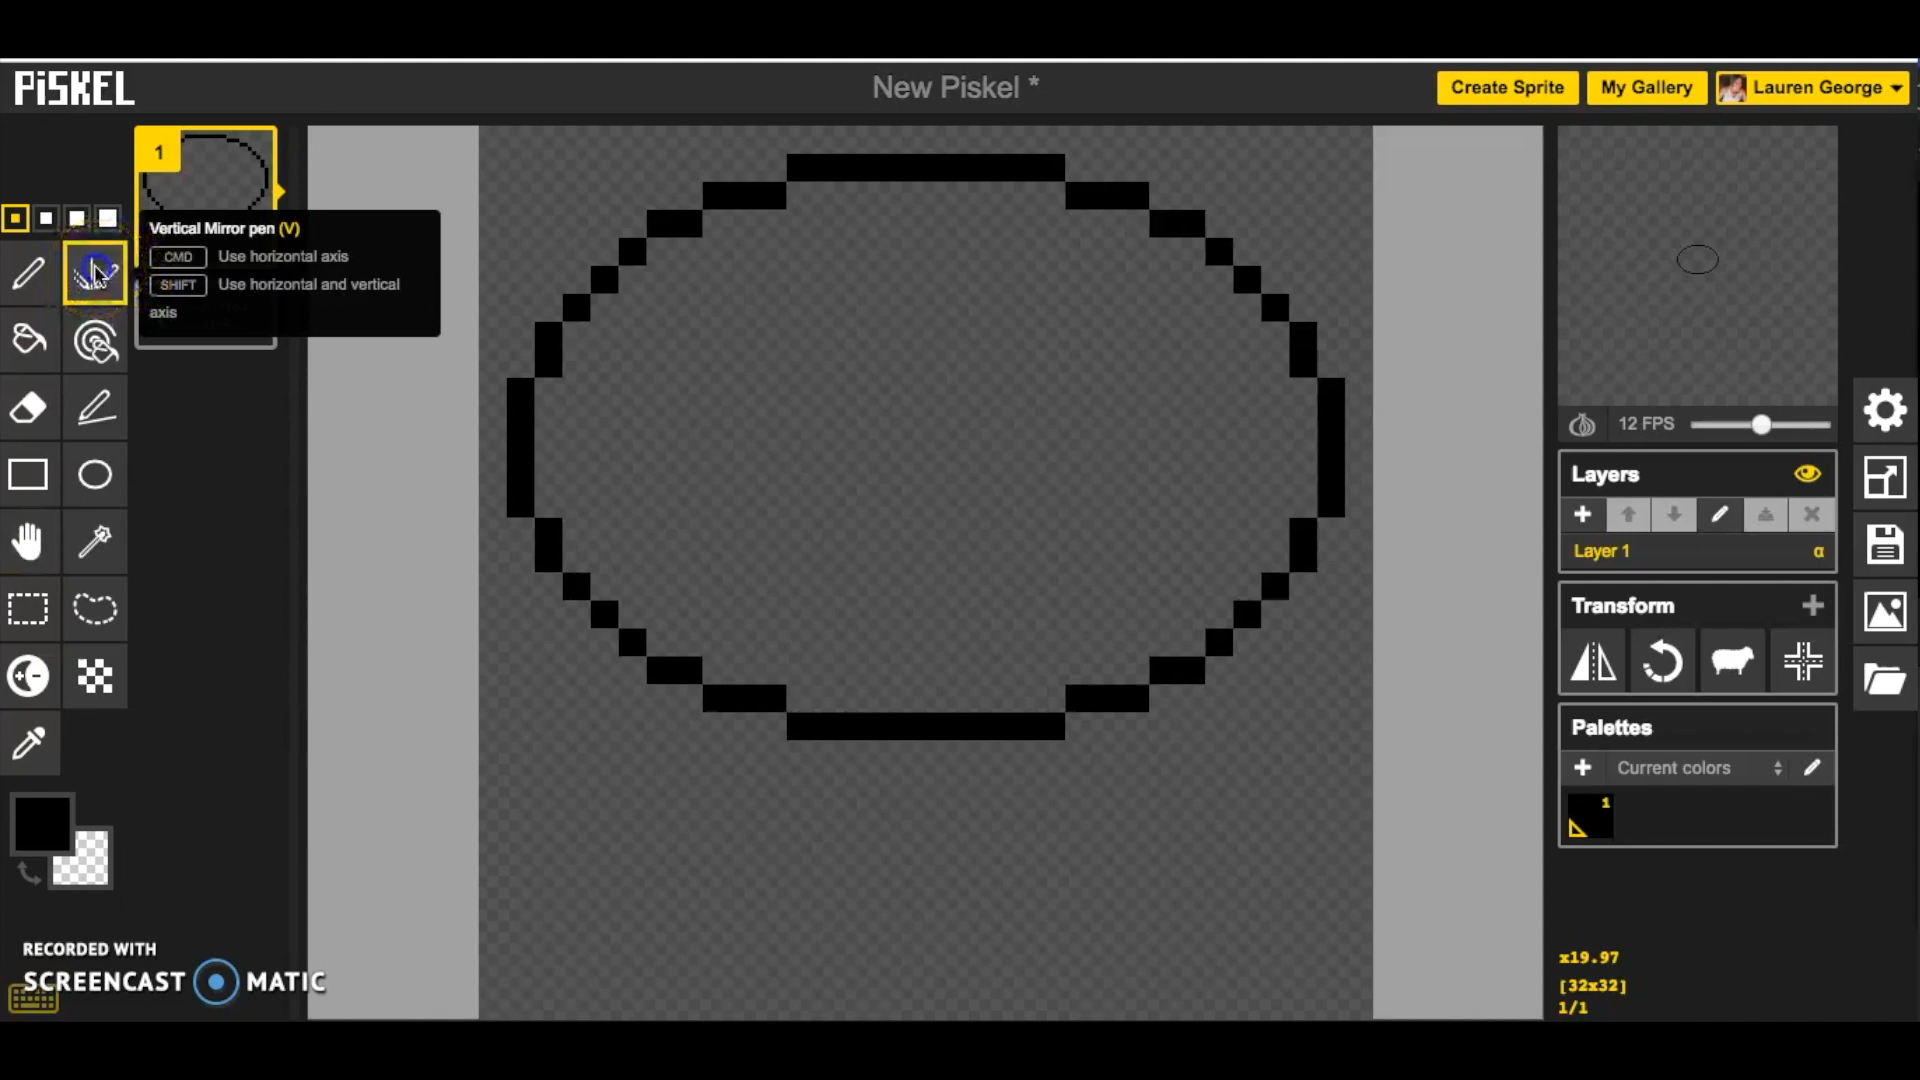 PiSKEL
New Piskel *
Create Sprite
My Gallery
Lauren George
1
Vertical Mirror pen (V)
CMD Use horizontal axis
SHIFT Use horizontal and vertical
axis
12 FPS
Layers
Layer 1 α
Transform
Palettes
Current colors
1
RECORDED WITH
SCREENCAST MATIC
x19.97
[32x32]
1/1